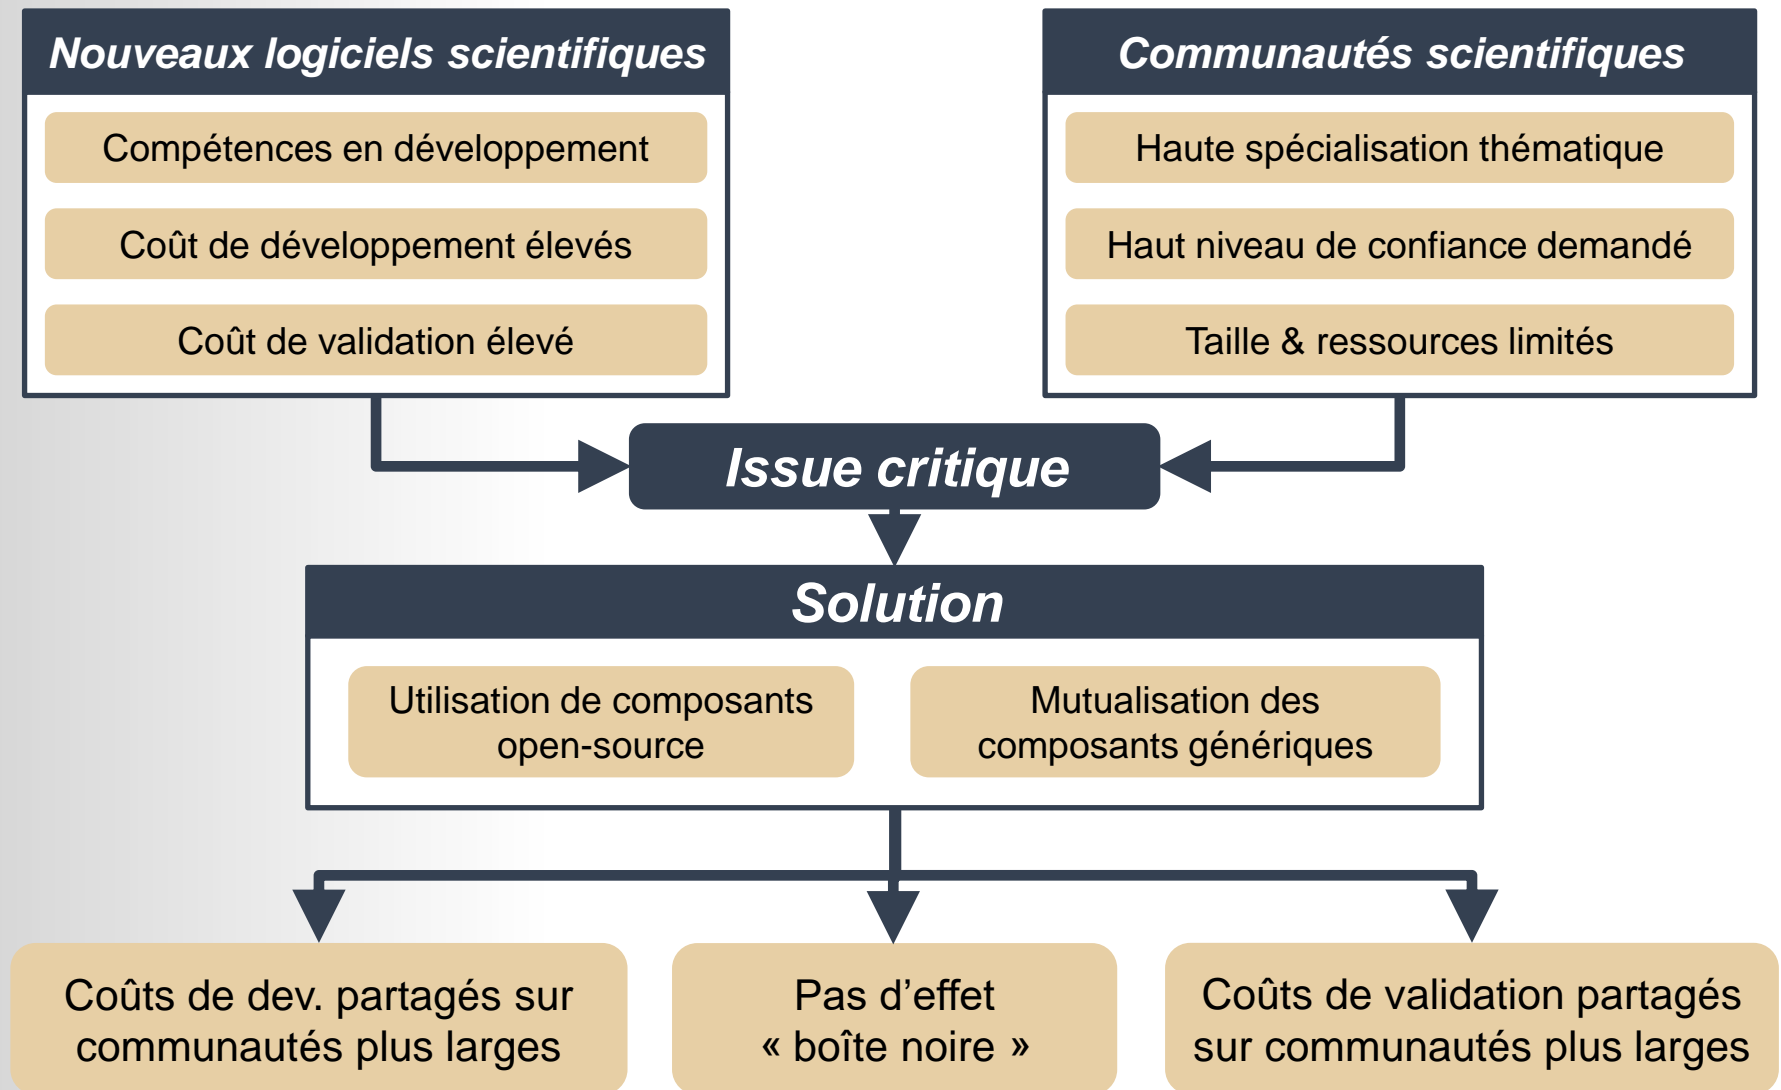 Nouveaux logiciels scientifiques
Compétences en développement
Coût de développement élevés
Coût de validation élevé
Communautés scientifiques
Haute spécialisation thématique
Haut niveau de confiance demandé
Taille & ressources limités
Issue critique
Solution
Utilisation de composants
open-source
Mutualisation des
composants génériques
Coûts de dev. partagés sur
communautés plus larges
Pas d’effet
« boîte noire »
Coûts de validation partagés
sur communautés plus larges